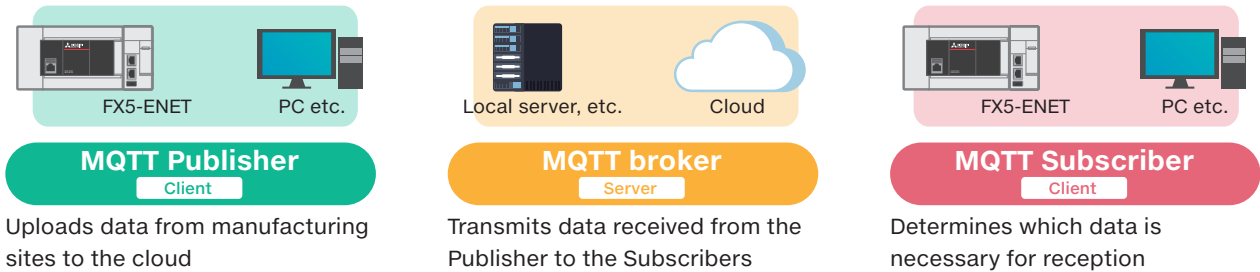 FX5-ENET
PC etc.
MQTT Publisher
Client
Uploads data from manufacturing
sites to the cloud
Local server, etc.
Cloud
MQTT broker
Server
Transmits data received from the
Publisher to the Subscribers
FX5-ENET
PC etc.
MQTT Subscriber
Client
Determines which data is
necessary for reception